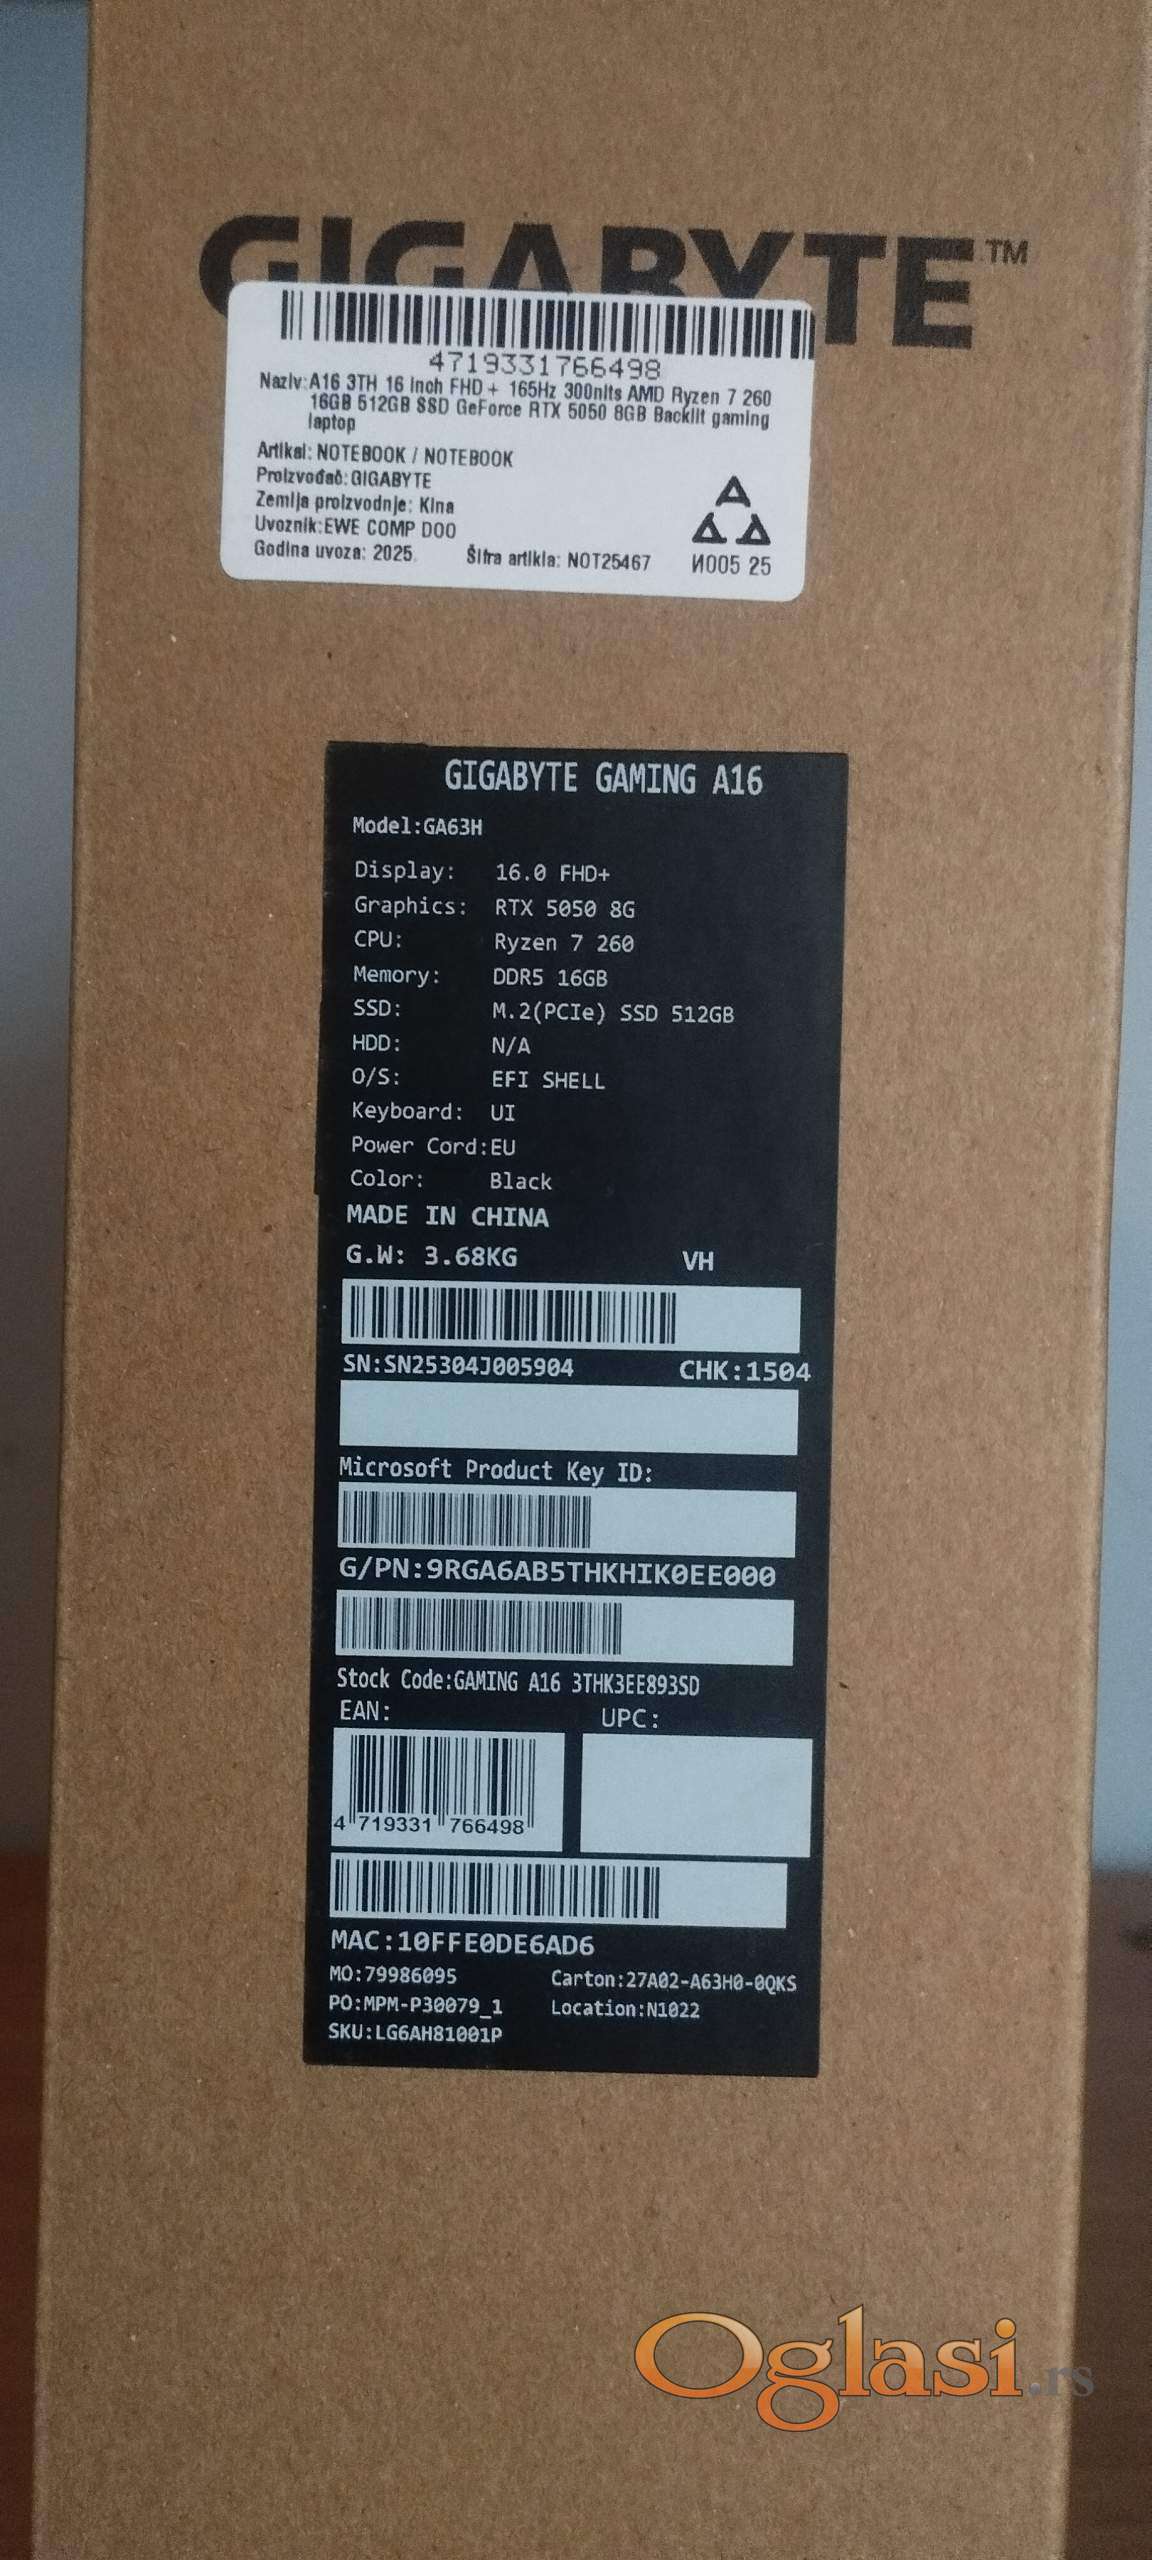 GIGABYTE™
4719331766498
Naziv:A16 3TH 16 inch FHD+ 165Hz 300nits AMD Ryzen 7 260
16GB 512GB SSD GeForce RTX 5050 8GB Backlit gaming
laptop
Artikal: NOTEBOOK / NOTEBOOK
Proizvođač:GIGABYTE
Zemlja proizvodnje: Kina
Uvoznik:EWE COMP DOO
Godina uvoza: 2025. Šifra artikla: NOT25467
И005 25
GIGABYTE GAMING A16
Model:GA63H
Display: 16.0 FHD+
Graphics: RTX 5050 8G
CPU: Ryzen 7 260
Memory: DDR5 16GB
SSD: M.2(PCIe) SSD 512GB
HDD: N/A
O/S: EFI SHELL
Keyboard: UI
Power Cord:EU
Color: Black
MADE IN CHINA
G.W: 3.68KG VH
SN:SN25304J005904 CHK:1504
Microsoft Product Key ID:
G/PN:9RGA6AB5THKHIK0EE000
Stock Code:GAMING A16 3THK3EE893SD
EAN: UPC:
4 719331 766498
MAC:10FFE0DE6AD6
MO:79986095 Carton:27A02-A63H0-0QKS
PO:MPM-P30079_1 Location:N1022
SKU:LG6AH81001P
Oglasi.rs